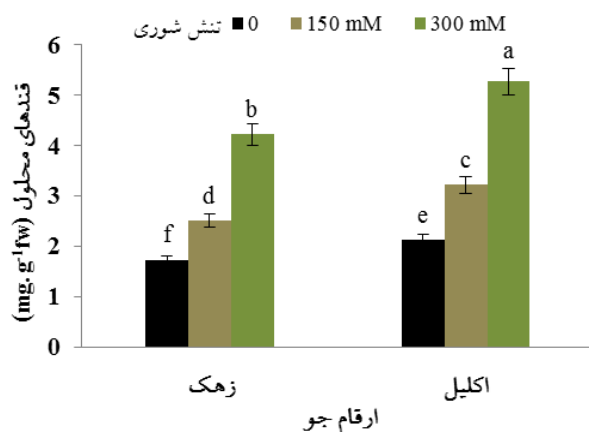 تنش شوری 0 150 mM 300 mM
قندهای محلول (mg. g-1fw)
6
5
4
3
2
1
0
f
d
b
e
c
a
زهک
اکلیل
ارقام جو